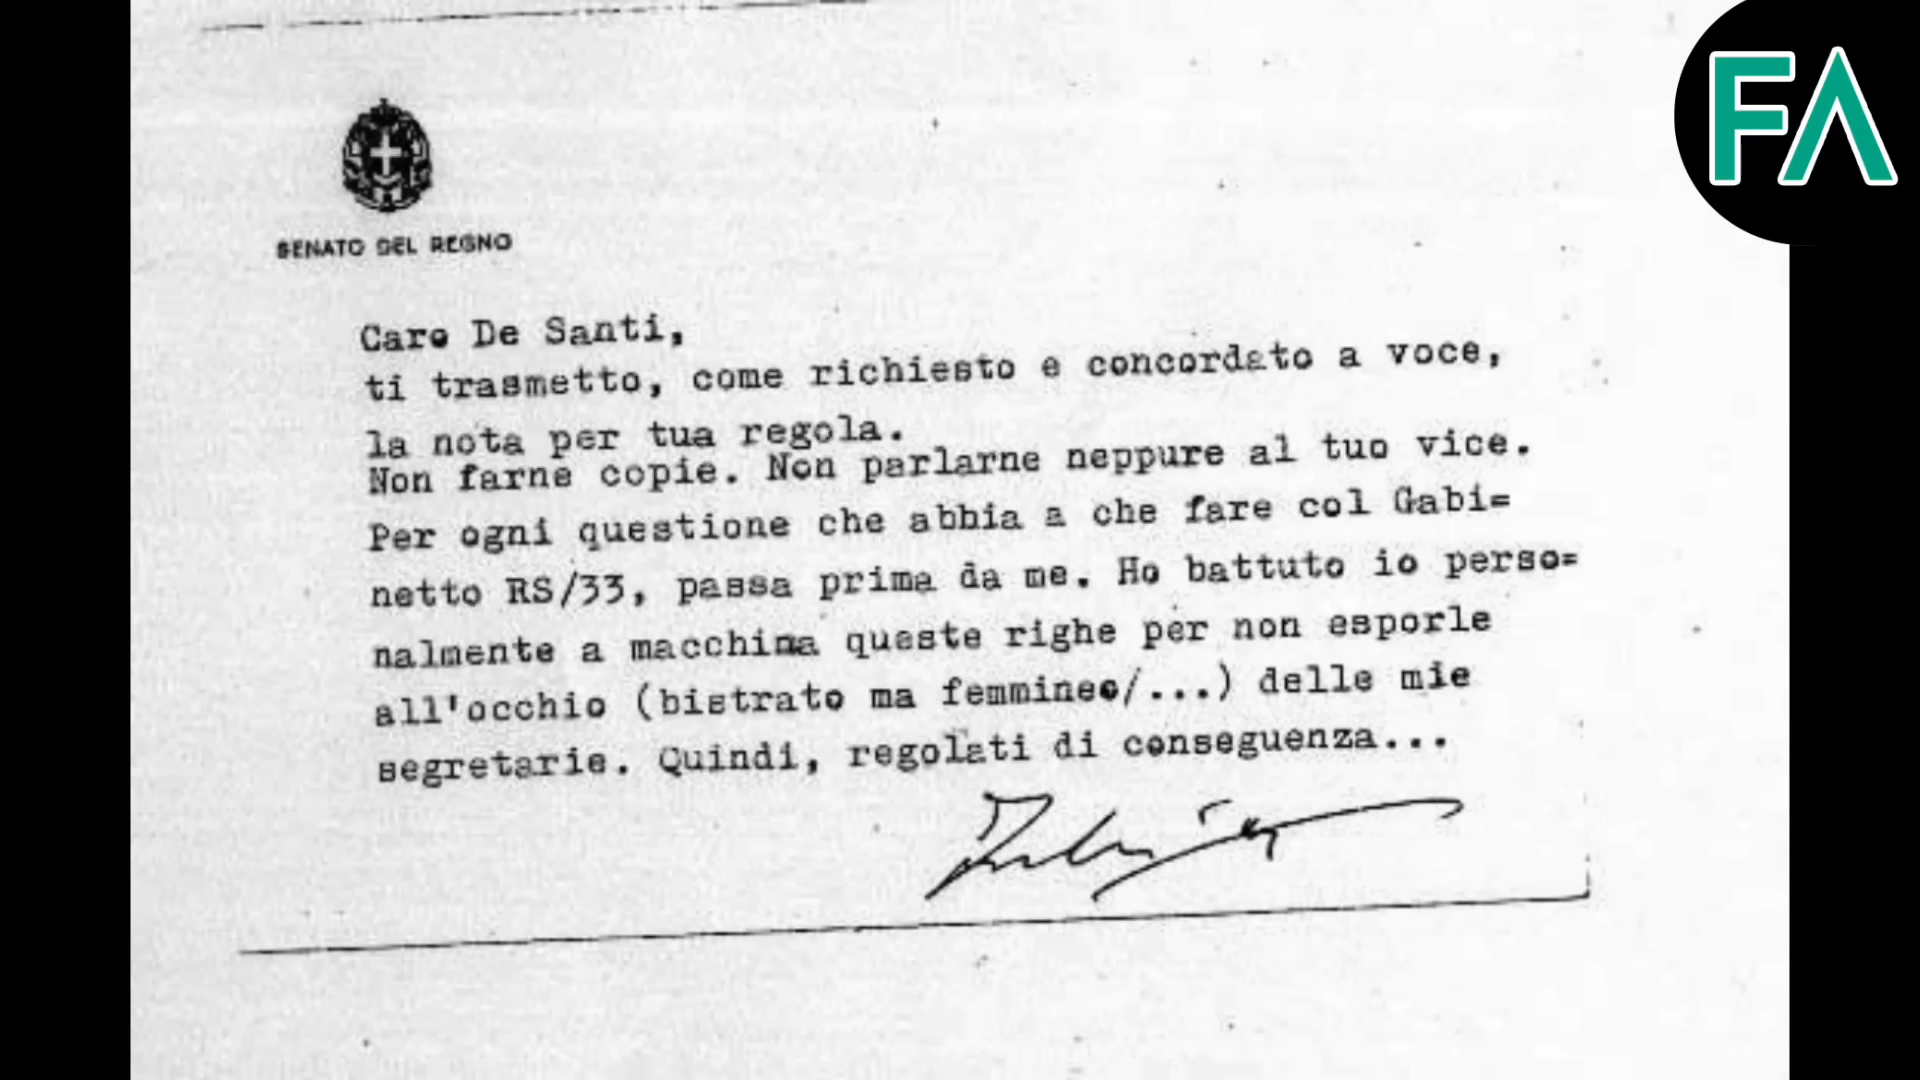 FA
SENATO DEL REGNO
Caro De Santi,
ti trasmetto, come richiesto e concordato a voce,
la nota per tua regola.
Non farne copie. Non parlarne neppure al tuo vice.
Per ogni questione che abbia a che fare col Gabi=
netto RS/33, passa prima da me. Ho battuto io perso=
nalmente a macchina queste righe per non esporle
all'occhio (bistrato ma femmineo/...) delle mie
segretarie. Quindi, regolati di conseguenza...